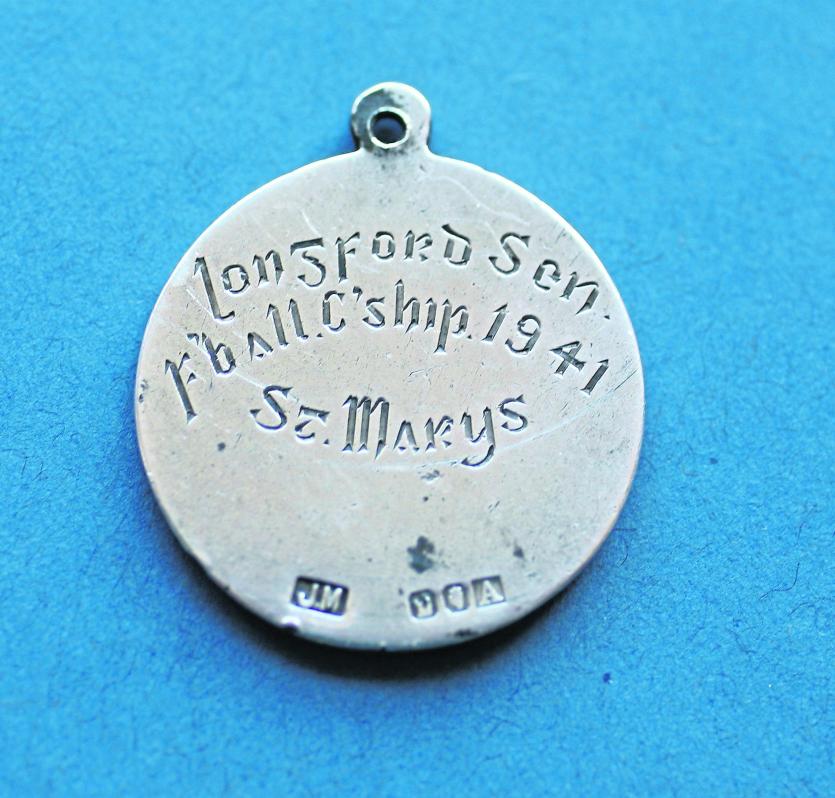 Longford Sen.
F'ball.C'ship.1941
St.Marys
JM
A